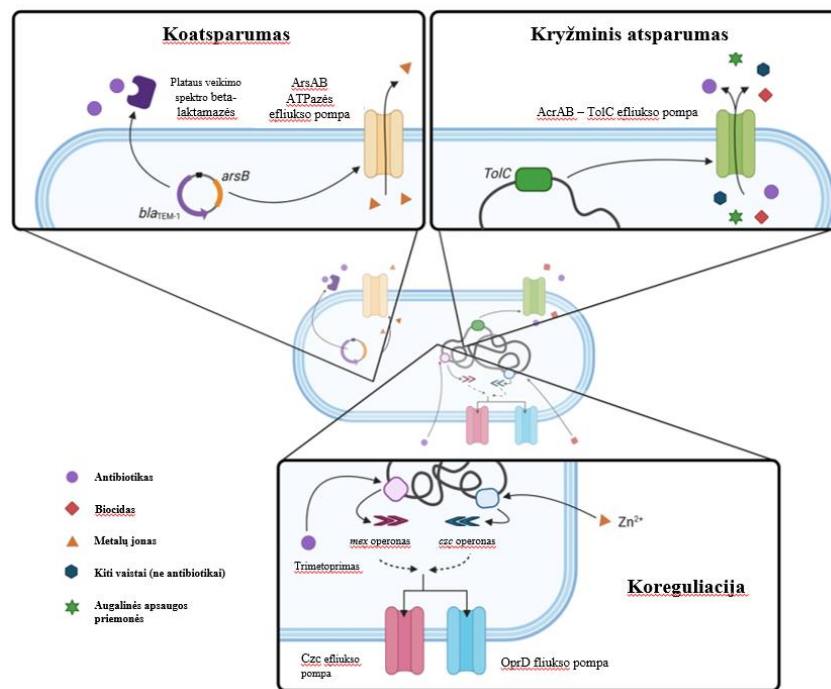 Koatsparumas
Plataus veikimo
spektro beta-
laktamazės
ArsAB
ATPazės
efliukso pompa
arsB
blaTEM-1
Kryžminis atsparumas
AcrAB – TolC efliukso pompa
TolC
Antibiotikas
Biocidas
Metalų jonas
Kiti vaistai (ne antibiotikai)
Augalinės apsaugos
priemonės
mex operonas
czc operonas
Trimetoprimas
Zn²⁺
Koreguliacija
Czc efliukso
pompa
OprD fliukso pompa